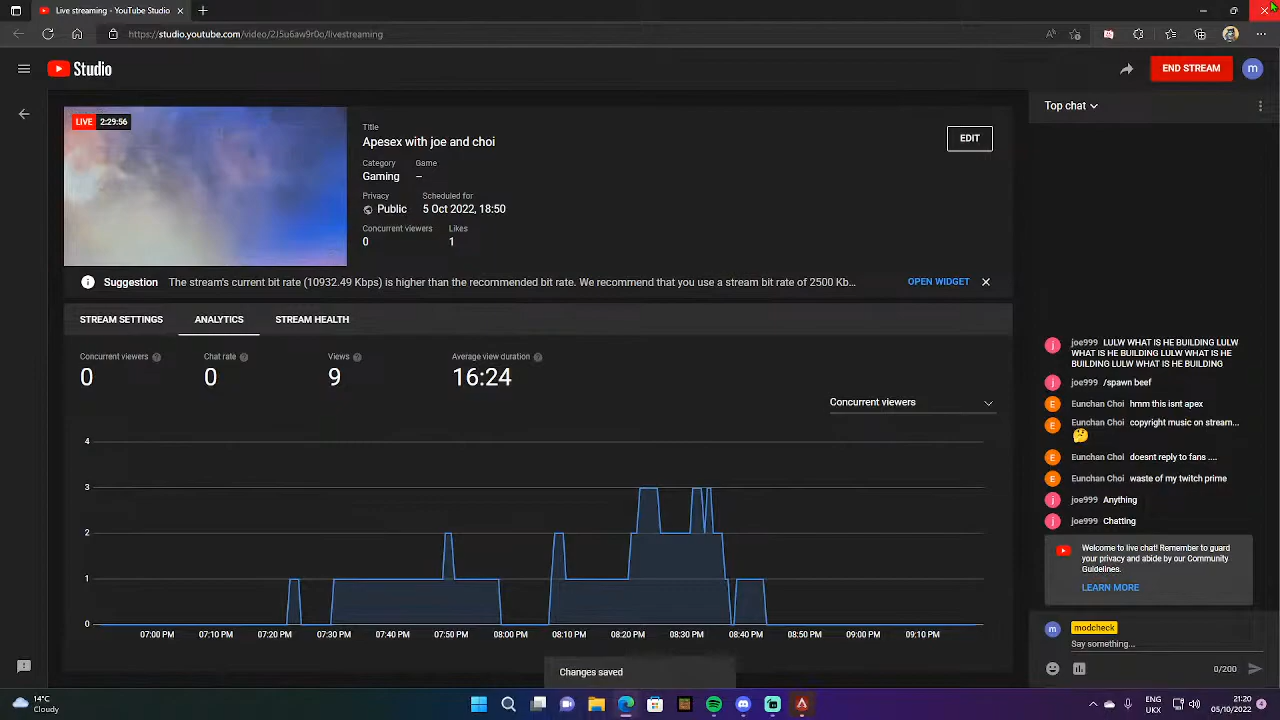 Live streaming - YouTube Studio
https://studio.youtube.com/video/2J5u6aw9r0o/livestreaming
Studio
END STREAM
m
LIVE 2:29:56
Title
Apesex with joe and choi
EDIT
Category Game
Gaming –
Privacy Scheduled for
Public 5 Oct 2022, 18:50
Concurrent viewers Likes
0 1
Suggestion The stream's current bit rate (10932.49 Kbps) is higher than the recommended bit rate. We recommend that you use a stream bit rate of 2500 Kb...
OPEN WIDGET
STREAM SETTINGS ANALYTICS STREAM HEALTH
Concurrent viewers Chat rate Views Average view duration
0 0 9 16:24
Concurrent viewers
4
3
2
1
0
07:00 PM 07:10 PM 07:20 PM 07:30 PM 07:40 PM 07:50 PM 08:00 PM 08:10 PM 08:20 PM 08:30 PM 08:40 PM 08:50 PM 09:00 PM 09:10 PM
Changes saved
Top chat
j joe999 LULW WHAT IS HE BUILDING LULW
WHAT IS HE BUILDING LULW WHAT IS HE
BUILDING LULW WHAT IS HE BUILDING
j joe999 /spawn beef
E Eunchan Choi hmm this isnt apex
E Eunchan Choi copyright music on stream...
E Eunchan Choi doesnt reply to fans ....
E Eunchan Choi waste of my twitch prime
j joe999 Anything
j joe999 Chatting
Welcome to live chat! Remember to guard
your privacy and abide by our Community
Guidelines.
LEARN MORE
m modcheck
Say something...
0/200
14°C
Cloudy
ENG
UKX
21:20
05/10/2022